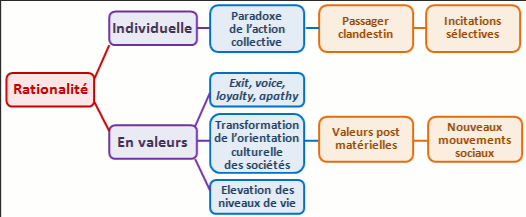 Rationalité
Individuelle
Paradoxe
de l'action
collective
Passager
clandestin
Incitations
sélectives
En valeurs
Exit, voice,
loyalty, apathy
Transformation
de l'orientation
culturelle
des sociétés
Valeurs post
matérielles
Nouveaux
mouvements
sociaux
Elevation des
niveaux de vie